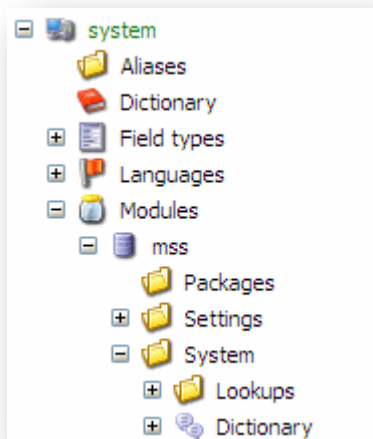 system
Aliases
Dictionary
Field types
Languages
Modules
mss
Packages
Settings
System
Lookups
Dictionary